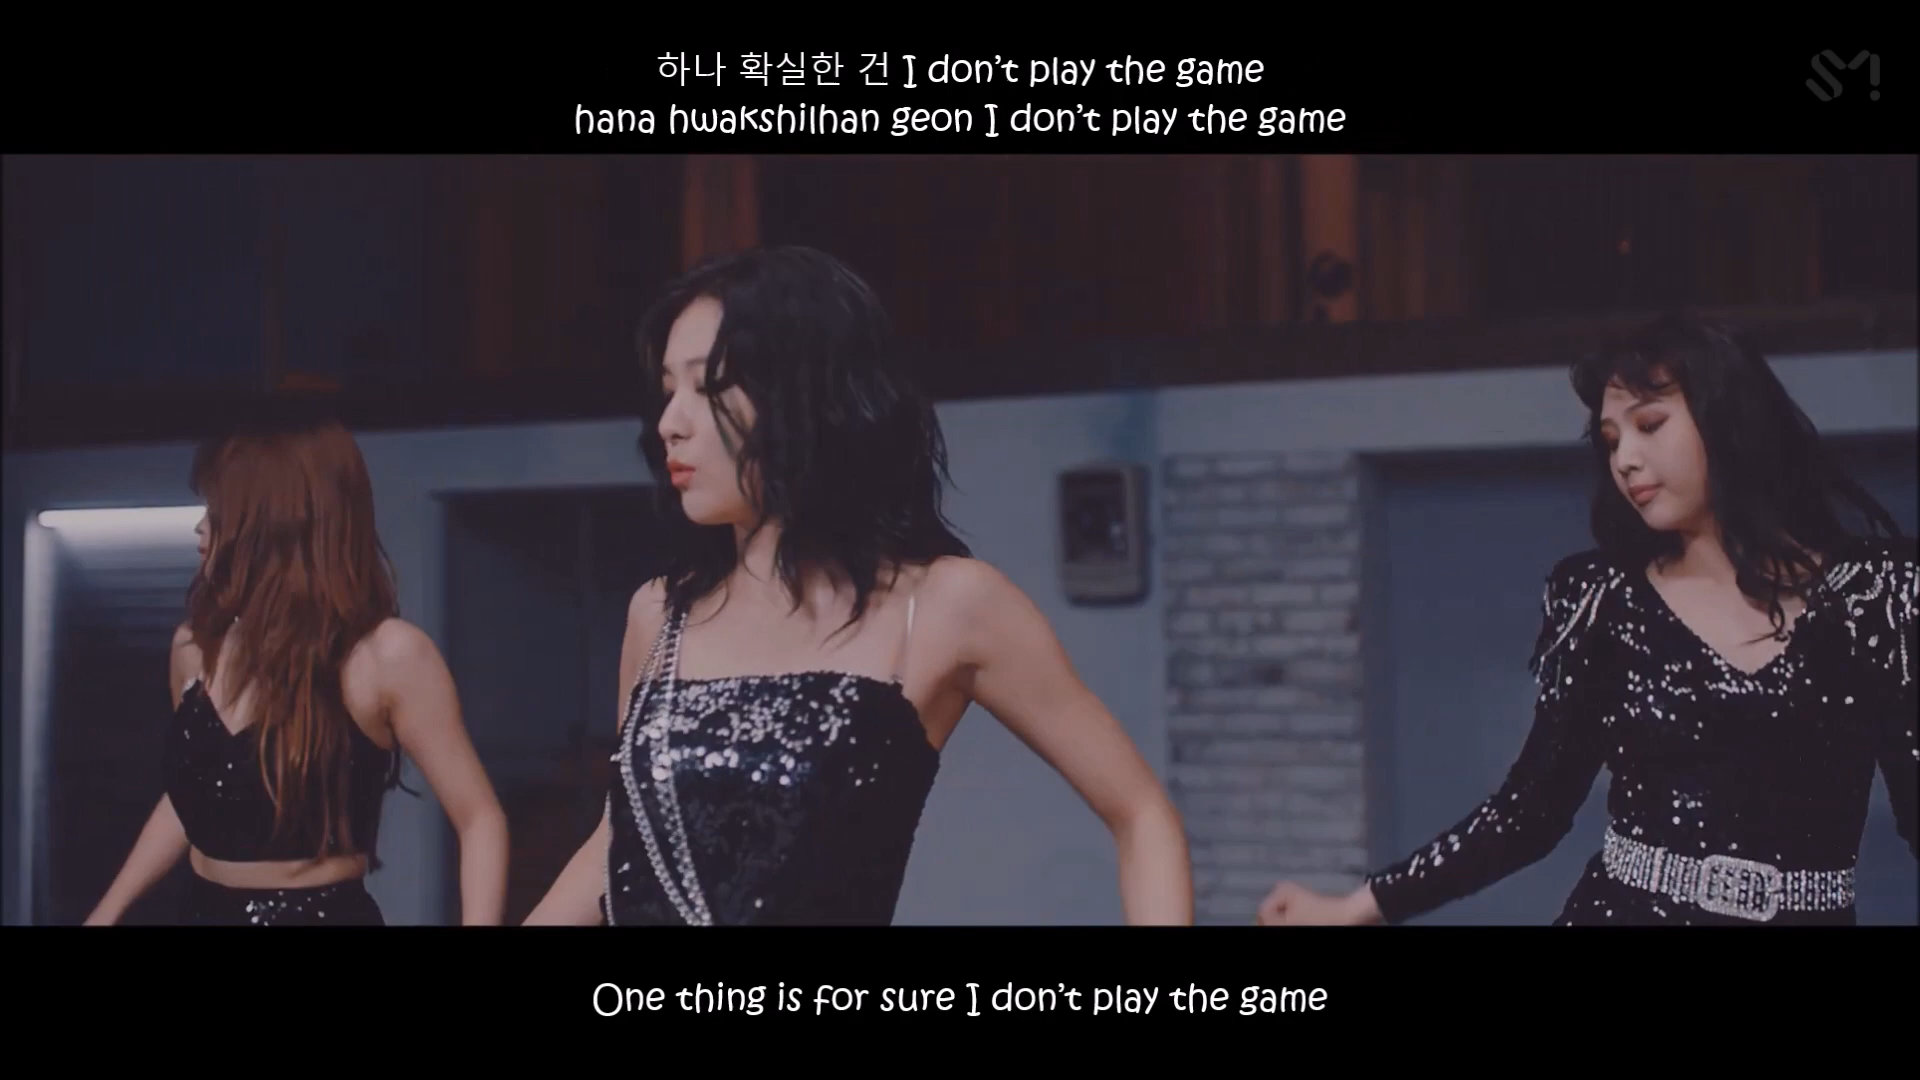 하나 확실한 건 I don't play the game
SM!
hana hwakshilhan geon I don't play the game
One thing is for sure I don't play the game